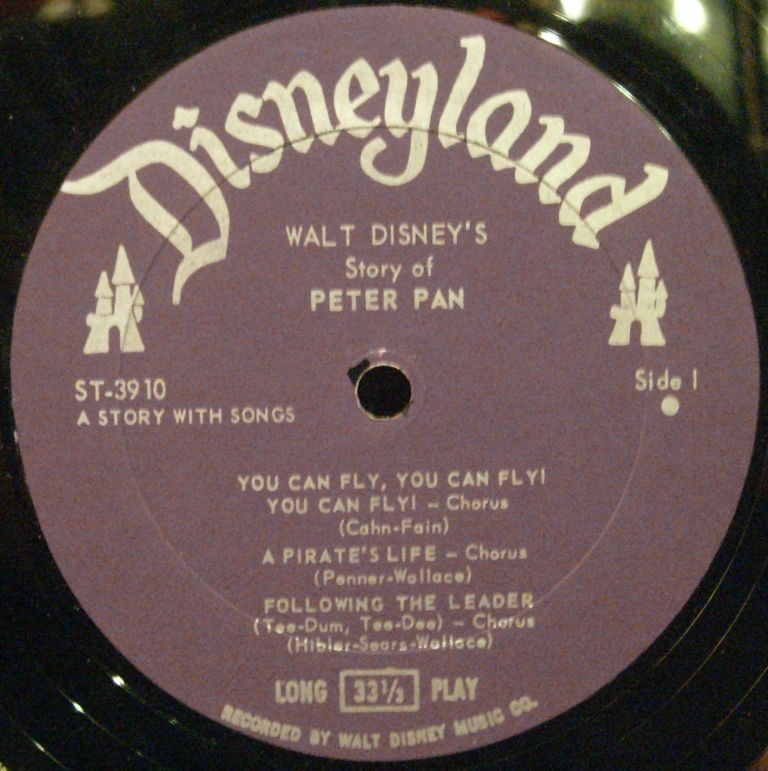 Disneyland
WALT DISNEY'S
Story of
PETER PAN
ST-3910
A STORY WITH SONGS
Side 1
YOU CAN FLY, YOU CAN FLY!
YOU CAN FLY! – Chorus
(Cahn-Fain)
A PIRATE'S LIFE – Chorus
(Penner-Wallace)
FOLLOWING THE LEADER
(Tee-Dum, Tee-Dee) – Chorus
(Hibler-Sears-Wallace)
LONG 33⅓ PLAY
RECORDED BY WALT DISNEY MUSIC CO.